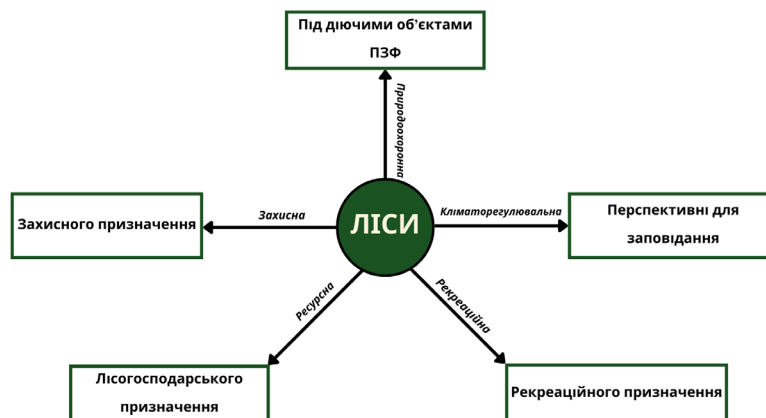 Під діючими об'єктами
ПЗФ
Природоохоронна
Захисного призначення
Захисна
ЛІСИ
Кліматорегулювальна
Перспективні для
заповідання
Ресурсна
Рекреаційна
Лісогосподарського
призначення
Рекреаційного призначення